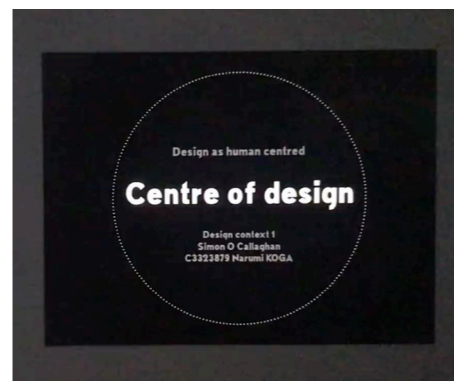 Design as human centred
Centre of design
Design context 1
Simon O Callaghan
C3323879 Narumi KOGA